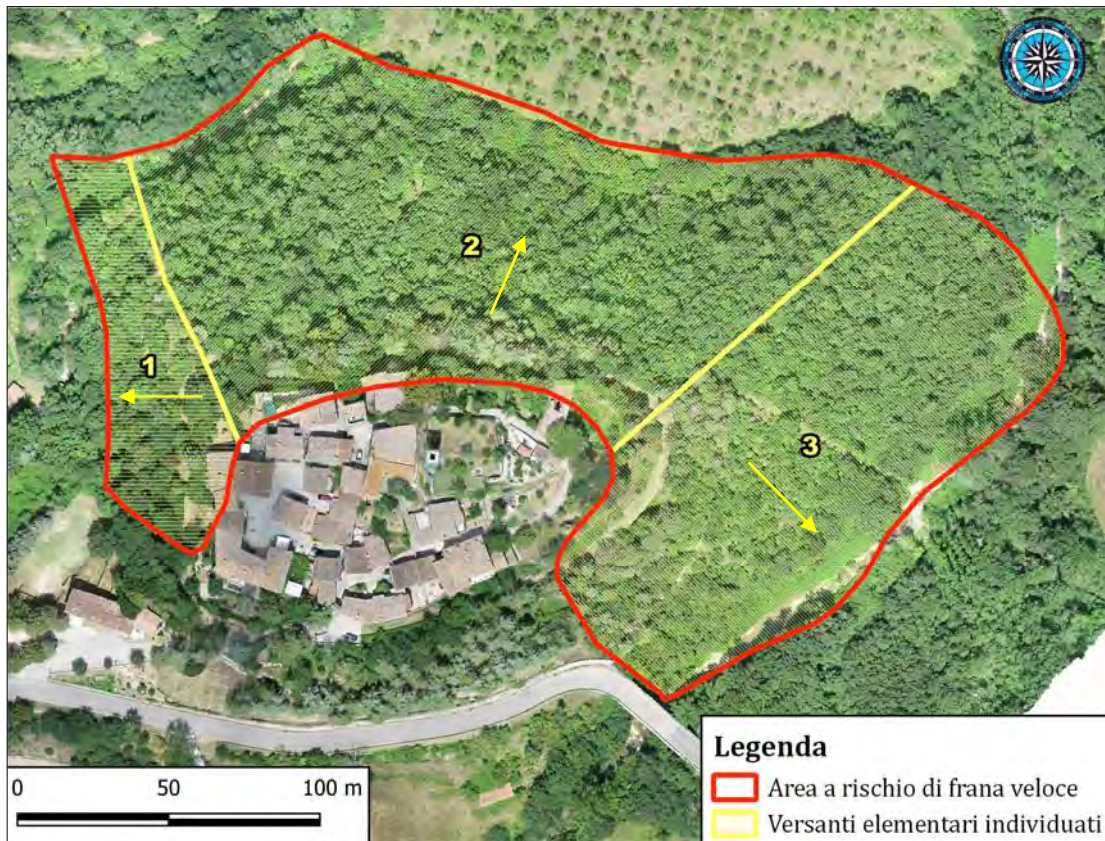 2
1
3
Legenda
Area a rischio di frana veloce
Versanti elementari individuati
0 50 100 m